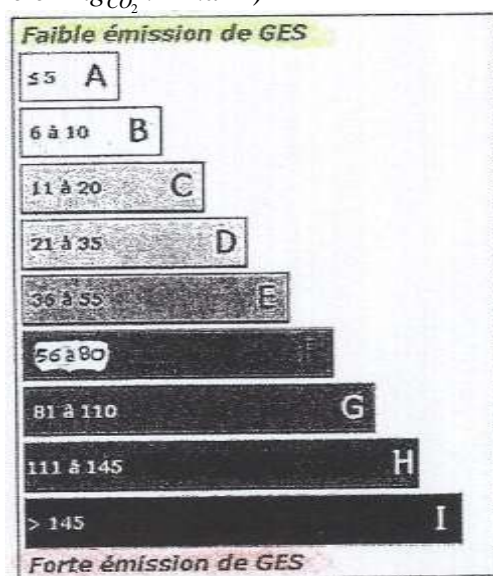 Faible émission de GES
≤5 A
6 à 10 B
11 à 20 C
21 à 35 D
36 à 55 E
56 à 80 F
81 à 110 G
111 à 145 H
> 145 I
Forte émission de GES